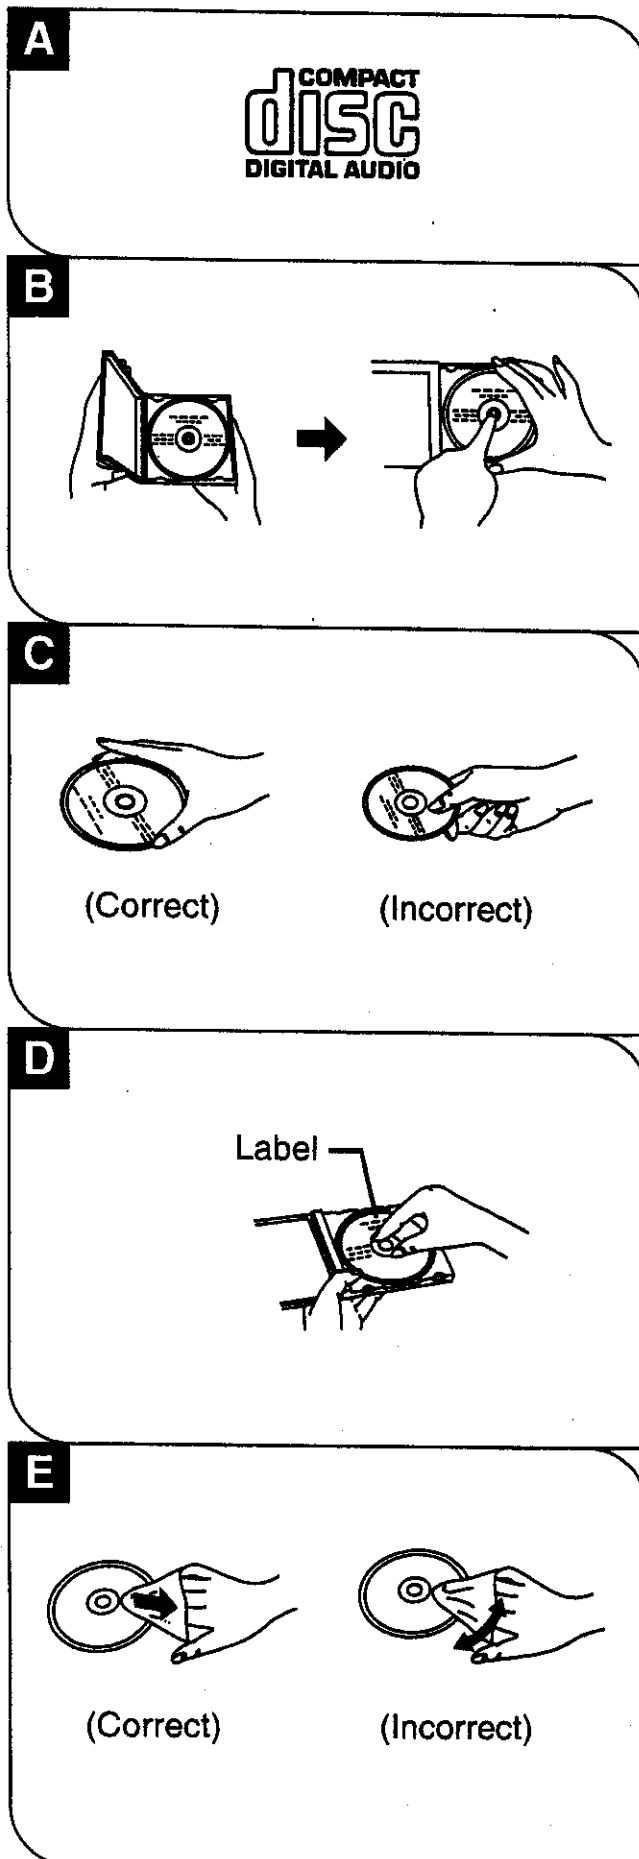 A
COMPACT
disc
DIGITAL AUDIO
B
C
(Correct) (Incorrect)
D
Label
E
(Correct) (Incorrect)